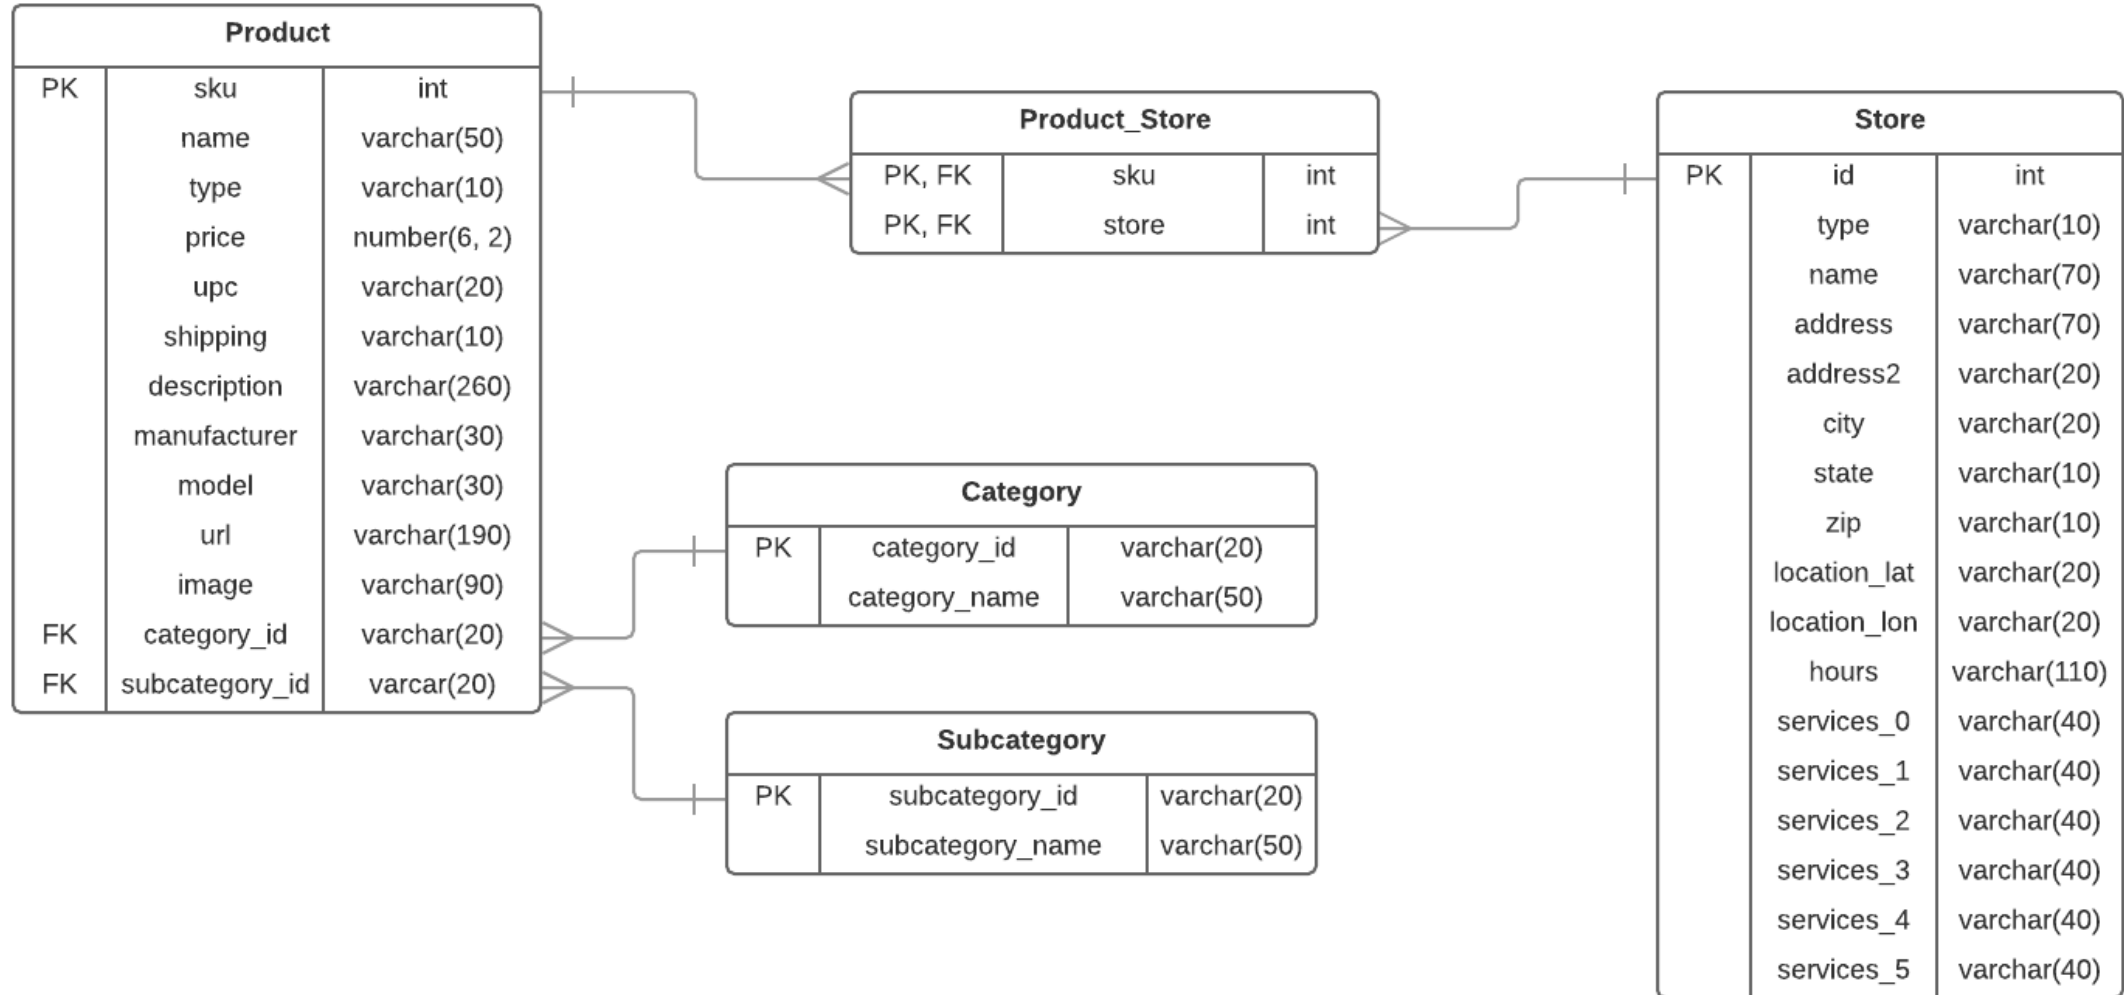 Product
PK sku int
name varchar(50)
type varchar(10)
price number(6, 2)
upc varchar(20)
shipping varchar(10)
description varchar(260)
manufacturer varchar(30)
model varchar(30)
url varchar(190)
image varchar(90)
FK category_id varchar(20)
FK subcategory_id varcar(20)
Product_Store
PK, FK sku int
PK, FK store int
Category
PK category_id varchar(20)
category_name varchar(50)
Subcategory
PK subcategory_id varchar(20)
subcategory_name varchar(50)
Store
PK id int
type varchar(10)
name varchar(70)
address varchar(70)
address2 varchar(20)
city varchar(20)
state varchar(10)
zip varchar(10)
location_lat varchar(20)
location_lon varchar(20)
hours varchar(110)
services_0 varchar(40)
services_1 varchar(40)
services_2 varchar(40)
services_3 varchar(40)
services_4 varchar(40)
services_5 varchar(40)